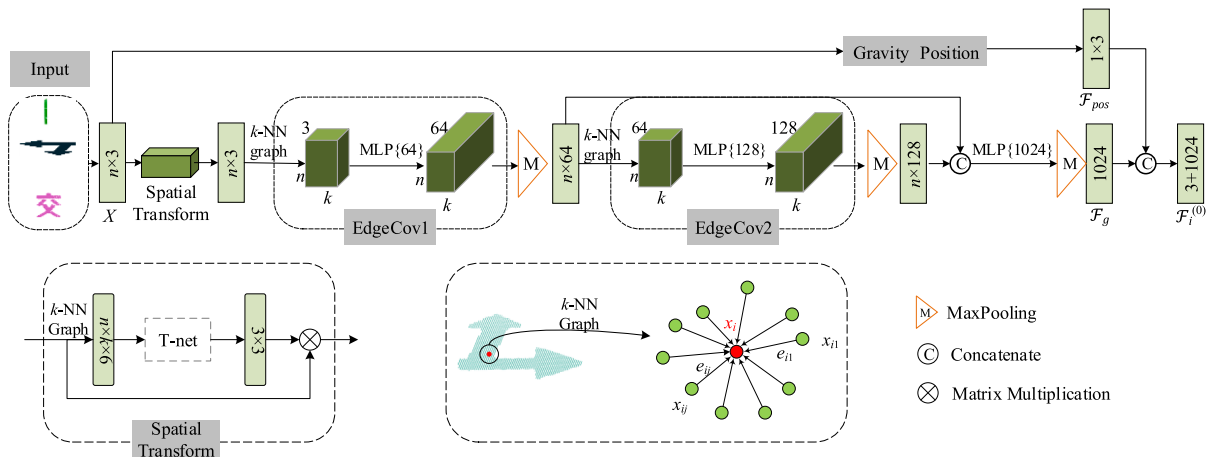 Input
Gravity Position
1×3
𝓕pos
交
n×3
X
Spatial
Transform
n×3
k-NN
graph
3
n
k
MLP{64}
64
n
k
EdgeCov1
M
n×64
k-NN
graph
64
n
k
MLP{128}
128
n
k
EdgeCov2
M
n×128
C
MLP{1024}
M
1024
𝓕g
C
3+1024
𝓕i(0)
k-NN
Graph
n×k×6
T-net
3×3
Spatial
Transform
k-NN
Graph
xi
xi1
ei1
eij
xij
M MaxPooling
C Concatenate
Matrix Multiplication